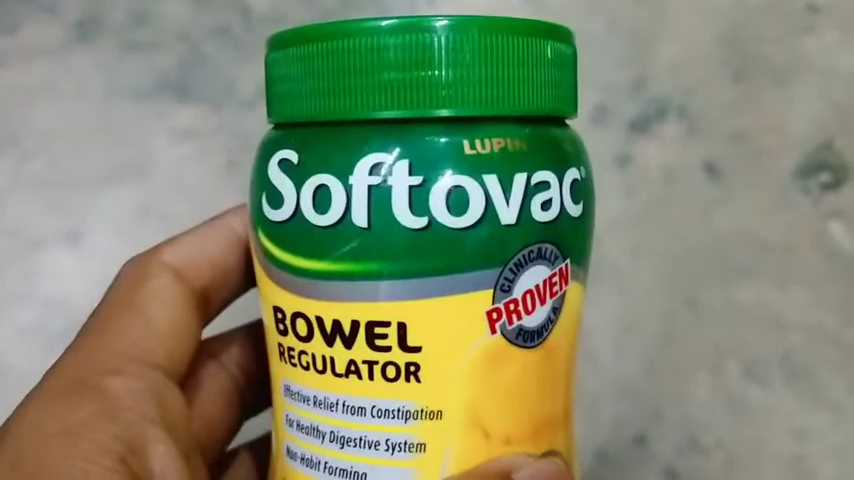 LUPIN
Softovac®
CLINICALLY
PROVEN
FORMULA
BOWEL
REGULATOR
Effective Relief from Constipation
For Healthy Digestive System
Non-Habit Forming